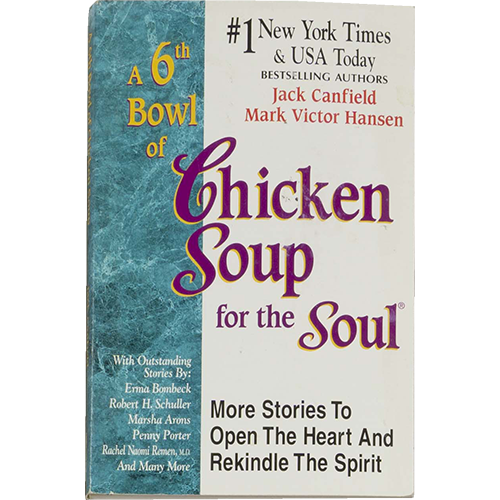 A 6th
Bowl
of
#1 New York Times
& USA Today
BESTSELLING AUTHORS
Jack Canfield
Mark Victor Hansen
Chicken
Soup
for the Soul®
With Outstanding
Stories By:
Erma Bombeck
Robert H. Schuller
Marsha Arons
Penny Porter
Rachel Naomi Remen, M.D.
And Many More
More Stories To
Open The Heart And
Rekindle The Spirit